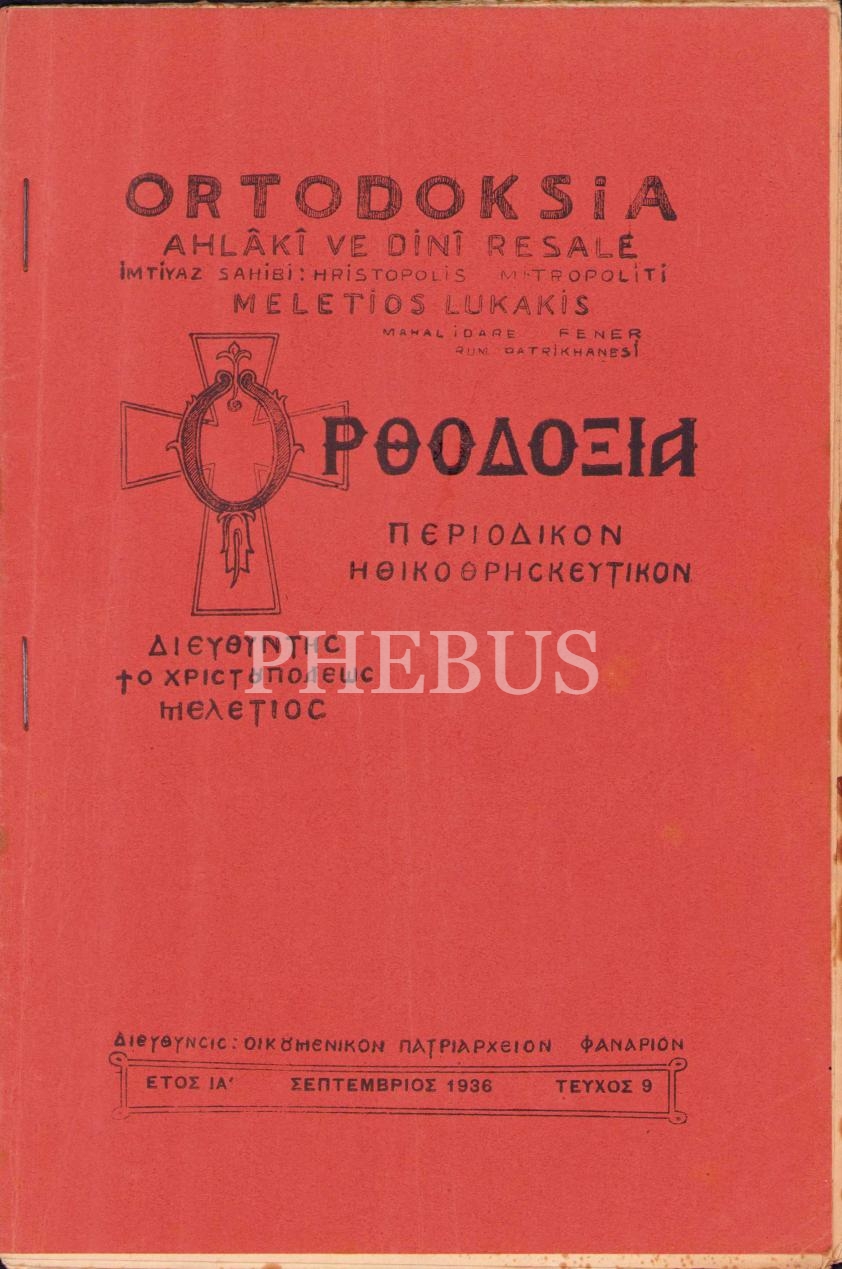 ORTODOKSiA
AHLÂKÎ VE DİNÎ RESALE
İMTİYAZ SAHİBİ: HRİSTOPOLİS MİTROPOLİTİ
MELETİOS LUKAKİS
MAHAL İDARE FENER
RUM PATRİKHANESİ
ΟΡΘΟΔΟΞΙΑ
ΠΕΡΙΟΔΙΚΟΝ
ΗΘΙΚΟΘΡΗϹΚΕΥΤΙΚΟΝ
ΔΙΕΥΘΥΝΤΗϹ
†Ο ΧΡΙϹΤȢΠΟΛΕΩϹ
ΜΕΛΕΤΙΟϹ
PHEBUS
ΔΙΕΥΘΥΝϹΙϹ: ΟΙΚȢΜΕΝΙΚΟΝ ΠΑΤΡΙΑΡΧΕΙΟΝ ΦΑΝΑΡΙΟΝ
ΕΤΟΣ ΙΑ' ΣΕΠΤΕΜΒΡΙΟΣ 1936 ΤΕΥΧΟΣ 9